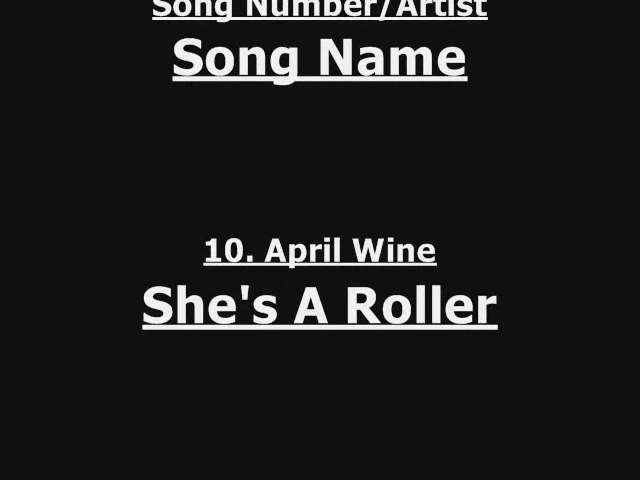 Song Number/Artist
Song Name
10. April Wine
She's A Roller